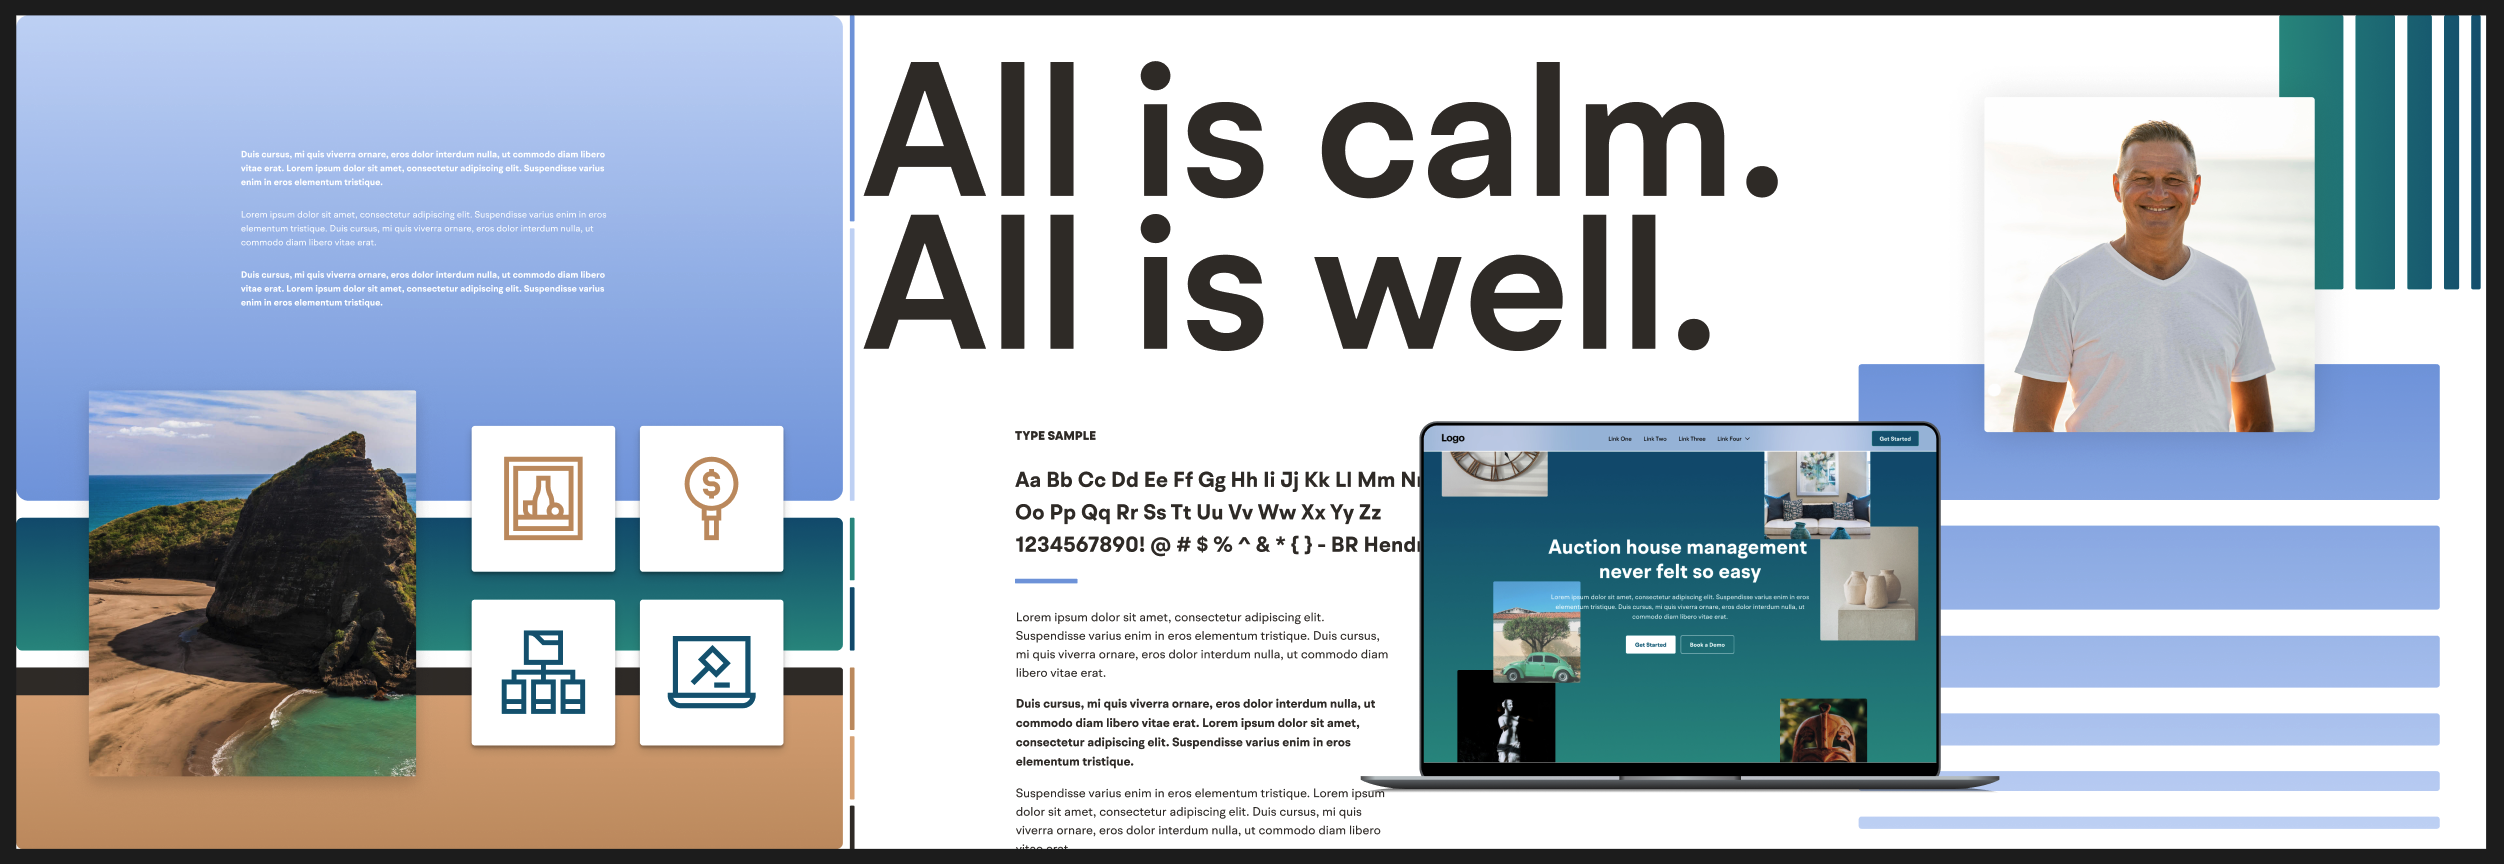 Duis cursus, mi quis viverra ornare, eros dolor interdum nulla, ut commodo diam libero
vitae erat. Lorem ipsum dolor sit amet, consectetur adipiscing elit. Suspendisse varius
enim in eros elementum tristique.
Lorem ipsum dolor sit amet, consectetur adipiscing elit. Suspendisse varius enim in eros
elementum tristique. Duis cursus, mi quis viverra ornare, eros dolor interdum nulla, ut
commodo diam libero vitae erat.
Duis cursus, mi quis viverra ornare, eros dolor interdum nulla, ut commodo diam libero
vitae erat. Lorem ipsum dolor sit amet, consectetur adipiscing elit. Suspendisse varius
enim in eros elementum tristique.
$
All is calm.
All is well.
TYPE SAMPLE
Aa Bb Cc Dd Ee Ff Gg Hh Ii Jj Kk Ll Mm
Oo Pp Qq Rr Ss Tt Uu Vv Ww Xx Yy Zz
1234567890! @ # $ % ^ & * { } - BR Hend
Lorem ipsum dolor sit amet, consectetur adipiscing elit.
Suspendisse varius enim in eros elementum tristique. Duis cursus,
mi quis viverra ornare, eros dolor interdum nulla, ut commodo diam
libero vitae erat.
Duis cursus, mi quis viverra ornare, eros dolor interdum nulla, ut
commodo diam libero vitae erat. Lorem ipsum dolor sit amet,
consectetur adipiscing elit. Suspendisse varius enim in eros
elementum tristique.
Suspendisse varius enim in eros elementum tristique. Lorem ipsum
dolor sit amet, consectetur adipiscing elit. Duis cursus, mi quis
viverra ornare, eros dolor interdum nulla, ut commodo diam libero
vitae erat.
Logo
Link One Link Two Link Three Link Four
Get Started
Auction house management
never felt so easy
Lorem ipsum dolor sit amet, consectetur adipiscing elit. Suspendisse varius enim in eros
elementum tristique. Duis cursus, mi quis viverra ornare, eros dolor interdum nulla, ut
commodo diam libero vitae erat.
Get Started
Book a Demo